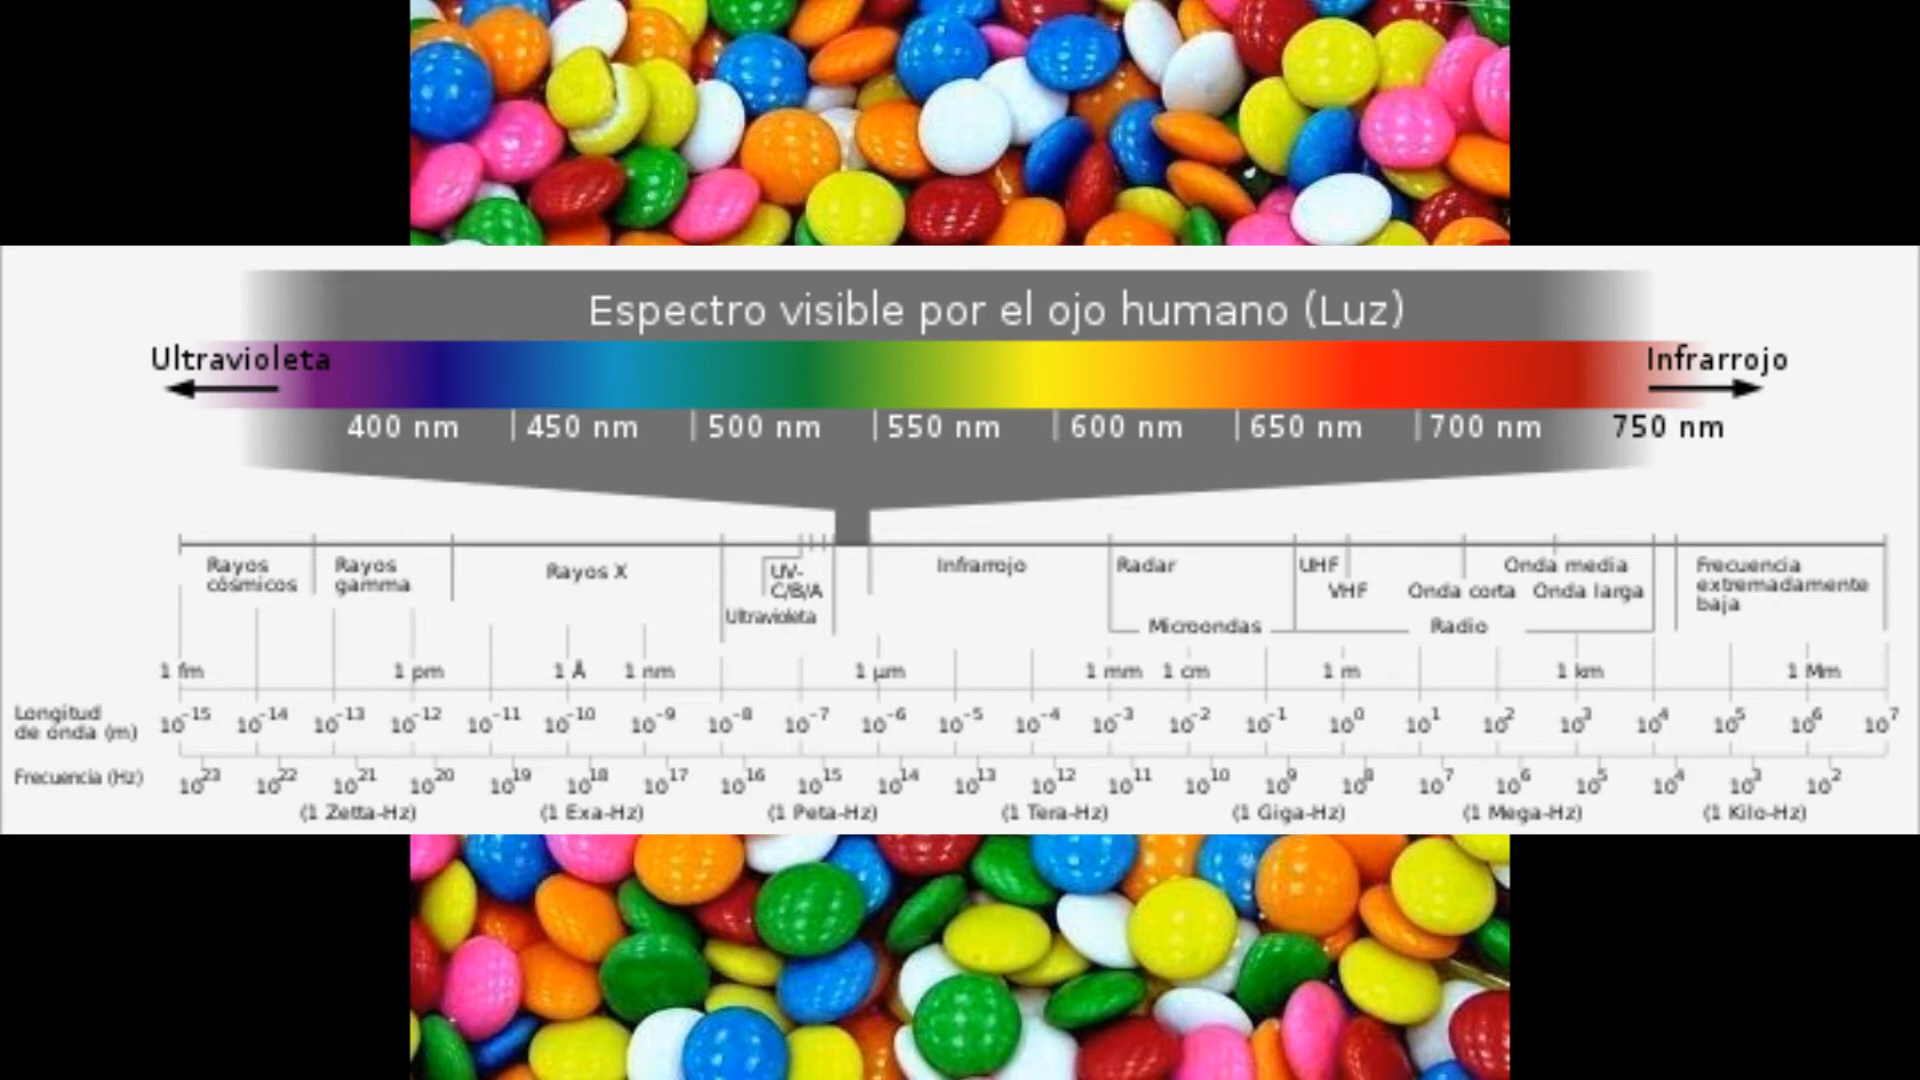 Espectro visible por el ojo humano (Luz)
Ultravioleta
Infrarrojo
400 nm
450 nm
500 nm
550 nm
600 nm
650 nm
700 nm
750 nm
Rayos
cósmicos
Rayos
gamma
Rayos X
UV-
C/B/A
Ultravioleta
Infrarrojo
Radar
Microondas
UHF
VHF
Onda corta
Onda media
Onda larga
Radio
Frecuencia
extremadamente
baja
1 fm
1 pm
1 Å
1 nm
1 µm
1 mm
1 cm
1 m
1 km
1 Mm
Longitud
de onda (m)
10⁻¹⁵ 10⁻¹⁴ 10⁻¹³ 10⁻¹² 10⁻¹¹ 10⁻¹⁰ 10⁻⁹ 10⁻⁸ 10⁻⁷ 10⁻⁶ 10⁻⁵ 10⁻⁴ 10⁻³ 10⁻² 10⁻¹ 10⁰ 10¹ 10² 10³ 10⁴ 10⁵ 10⁶ 10⁷
Frecuencia (Hz)
10²³ 10²² 10²¹ 10²⁰ 10¹⁹ 10¹⁸ 10¹⁷ 10¹⁶ 10¹⁵ 10¹⁴ 10¹³ 10¹² 10¹¹ 10¹⁰ 10⁹ 10⁸ 10⁷ 10⁶ 10⁵ 10⁴ 10³ 10²
(1 Zetta-Hz)
(1 Exa-Hz)
(1 Peta-Hz)
(1 Tera-Hz)
(1 Giga-Hz)
(1 Mega-Hz)
(1 Kilo-Hz)